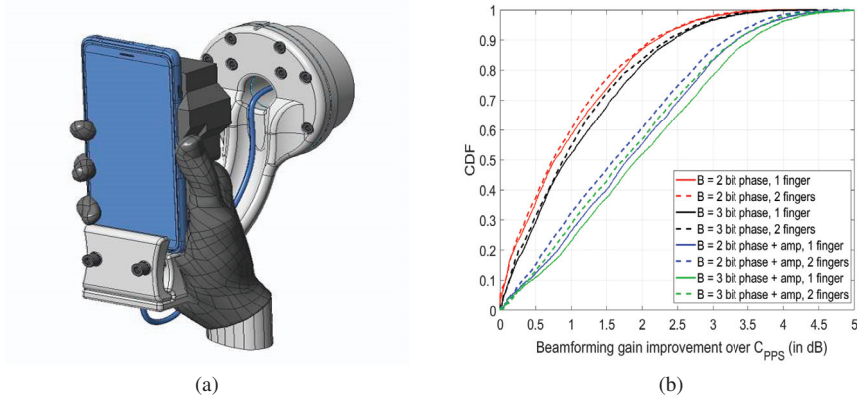 1
0.9
0.8
0.7
0.6
0.5
0.4
0.3
0.2
0.1
0
CDF
B = 2 bit phase, 1 finger
B = 2 bit phase, 2 fingers
B = 3 bit phase, 1 finger
B = 3 bit phase, 2 fingers
B = 2 bit phase + amp, 1 finger
B = 2 bit phase + amp, 2 fingers
B = 3 bit phase + amp, 1 finger
B = 3 bit phase + amp, 2 fingers
0 0.5 1 1.5 2 2.5 3 3.5 4 4.5 5
Beamforming gain improvement over C_PPS (in dB)
(a) (b)